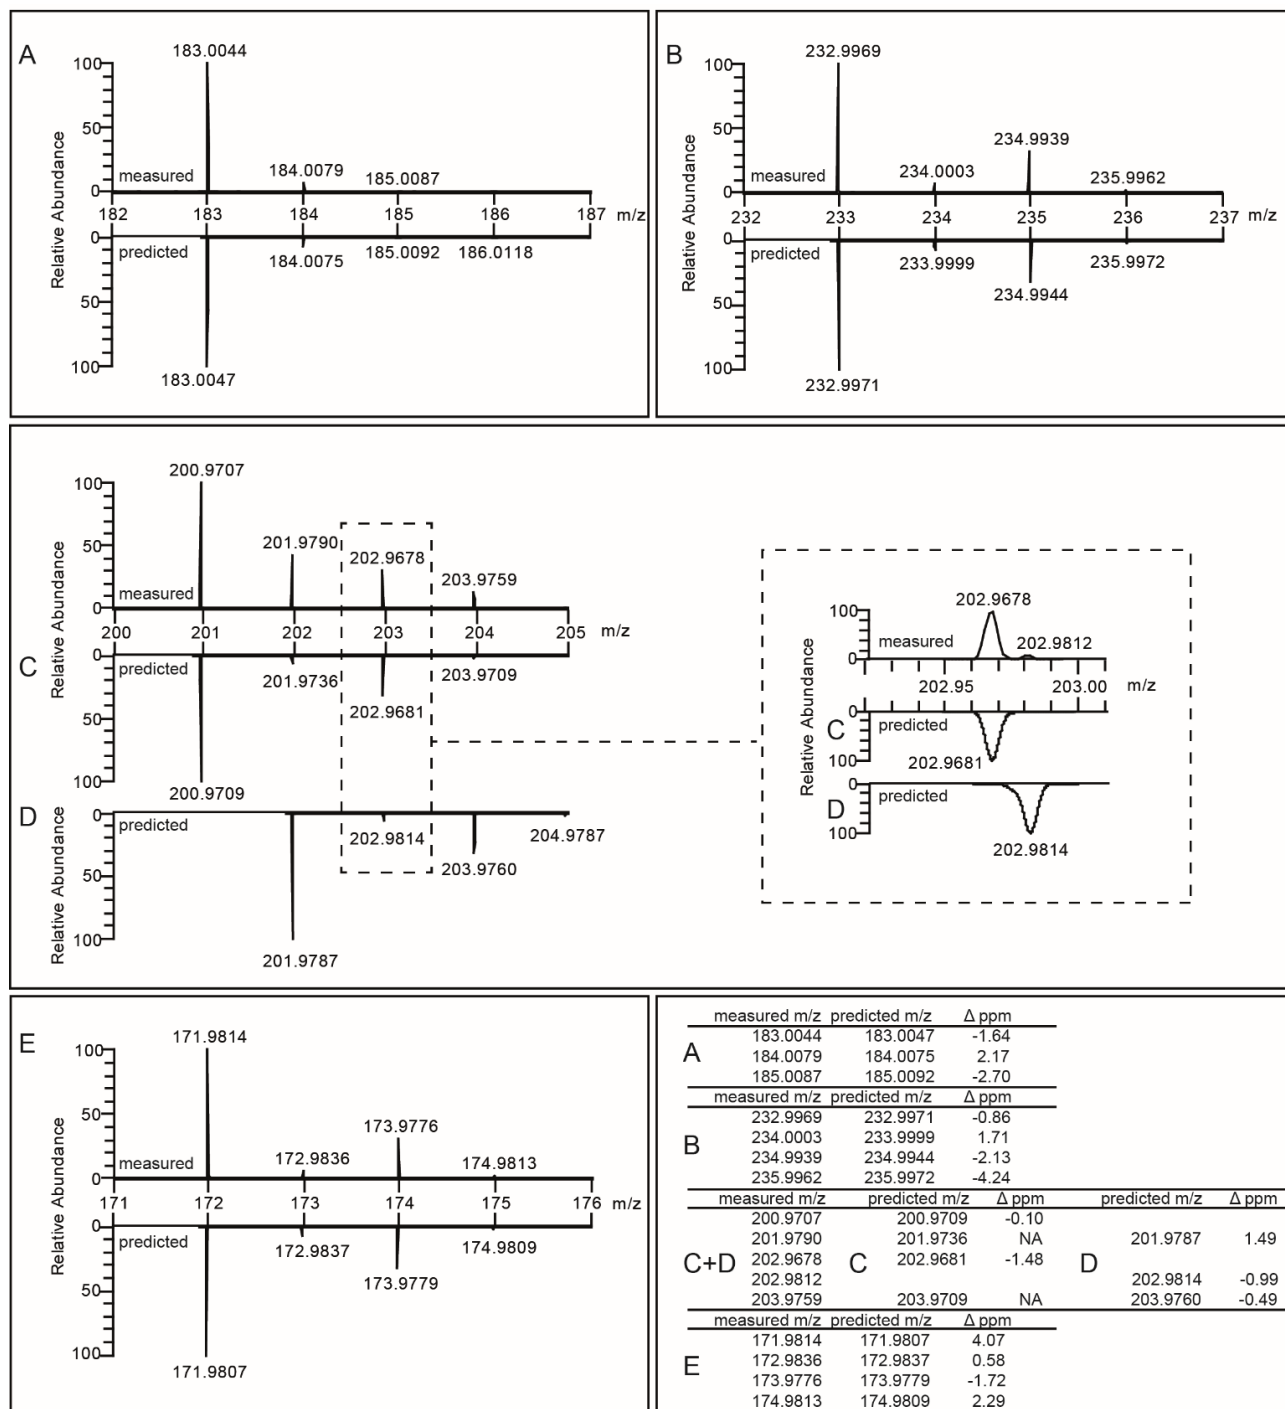 A
Relative Abundance
183.0044
100
50
0
measured
184.0079
185.0087
182 183 184 185 186 187 m/z
0
50
100
predicted
184.0075
185.0092
186.0118
183.0047
B
Relative Abundance
232.9969
100
50
0
measured
234.0003
234.9939
235.9962
232 233 234 235 236 237 m/z
0
50
100
predicted
233.9999
234.9944
235.9972
232.9971
Relative Abundance
200.9707
100
50
0
measured
201.9790
202.9678
203.9759
200 201 202 203 204 205 m/z
C
0
50
100
predicted
201.9736
202.9681
203.9709
200.9709
D
Relative Abundance
0
50
100
predicted
202.9814
203.9760
204.9787
201.9787
Relative Abundance
202.9678
100
0
measured
202.9812
202.95 203.00 m/z
C
0
100
predicted
202.9681
D
0
100
predicted
202.9814
E
Relative Abundance
171.9814
100
50
0
measured
172.9836
173.9776
174.9813
171 172 173 174 175 176 m/z
0
50
100
predicted
172.9837
173.9779
174.9809
171.9807
measured m/z predicted m/z Δ ppm
A
183.0044 183.0047 -1.64
184.0079 184.0075 2.17
185.0087 185.0092 -2.70
measured m/z predicted m/z Δ ppm
B
232.9969 232.9971 -0.86
234.0003 233.9999 1.71
234.9939 234.9944 -2.13
235.9962 235.9972 -4.24
measured m/z predicted m/z Δ ppm predicted m/z Δ ppm
C+D C D
200.9707 200.9709 -0.10
201.9790 201.9736 NA 201.9787 1.49
202.9678 202.9681 -1.48
202.9812 202.9814 -0.99
203.9759 203.9709 NA 203.9760 -0.49
measured m/z predicted m/z Δ ppm
E
171.9814 171.9807 4.07
172.9836 172.9837 0.58
173.9776 173.9779 -1.72
174.9813 174.9809 2.29